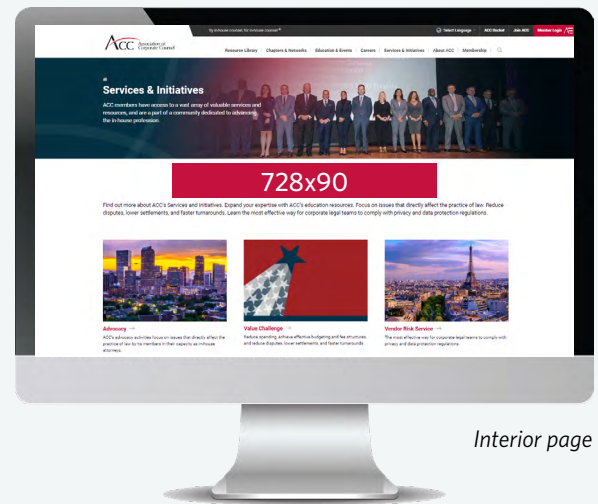 By in-house counsel, for in-house counsel.®
Select Language
ACC Docket
Join ACC
Member Login
ACC Association of
Corporate Counsel
Resource Library
Chapters & Networks
Education & Events
Careers
Services & Initiatives
About ACC
Membership
Services & Initiatives
ACC members have access to a vast array of valuable services and
resources, and are a part of a community dedicated to advancing
the in-house profession.
728x90
Find out more about ACC's Services and Initiatives. Expand your expertise with ACC's education resources. Focus on issues that directly affect the practice of law. Reduce
disputes, lower settlements, and faster turnarounds. Learn the most effective way for corporate legal teams to comply with privacy and data protection regulations.
Advocacy →
ACC's advocacy activities focus on issues that directly affect the
practice of law by its members in their capacity as in-house
attorneys.
Value Challenge →
Reduce spending, achieve effective budgeting and fee structures,
and reduce disputes, lower settlements, and faster turnarounds.
Vendor Risk Service →
The most effective way for corporate legal teams to comply with
privacy and data protection regulations
Interior page